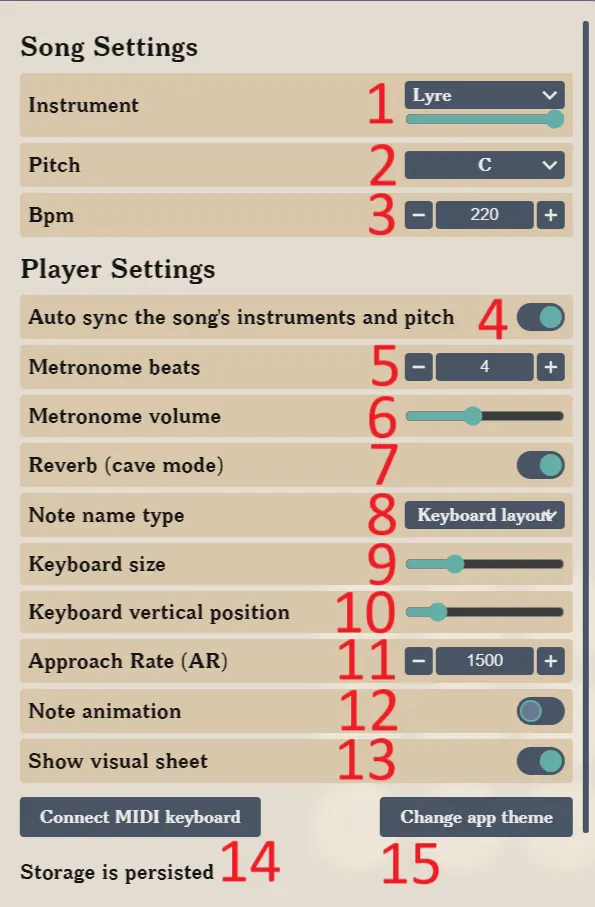 Song Settings
Instrument 1 Lyre
Pitch 2 C
Bpm 3 − 220 +
Player Settings
Auto sync the song's instruments and pitch 4
Metronome beats 5 − 4 +
Metronome volume 6
Reverb (cave mode) 7
Note name type 8 Keyboard layout
Keyboard size 9
Keyboard vertical position 10
Approach Rate (AR) 11 − 1500 +
Note animation 12
Show visual sheet 13
Connect MIDI keyboard Change app theme
Storage is persisted 14 15